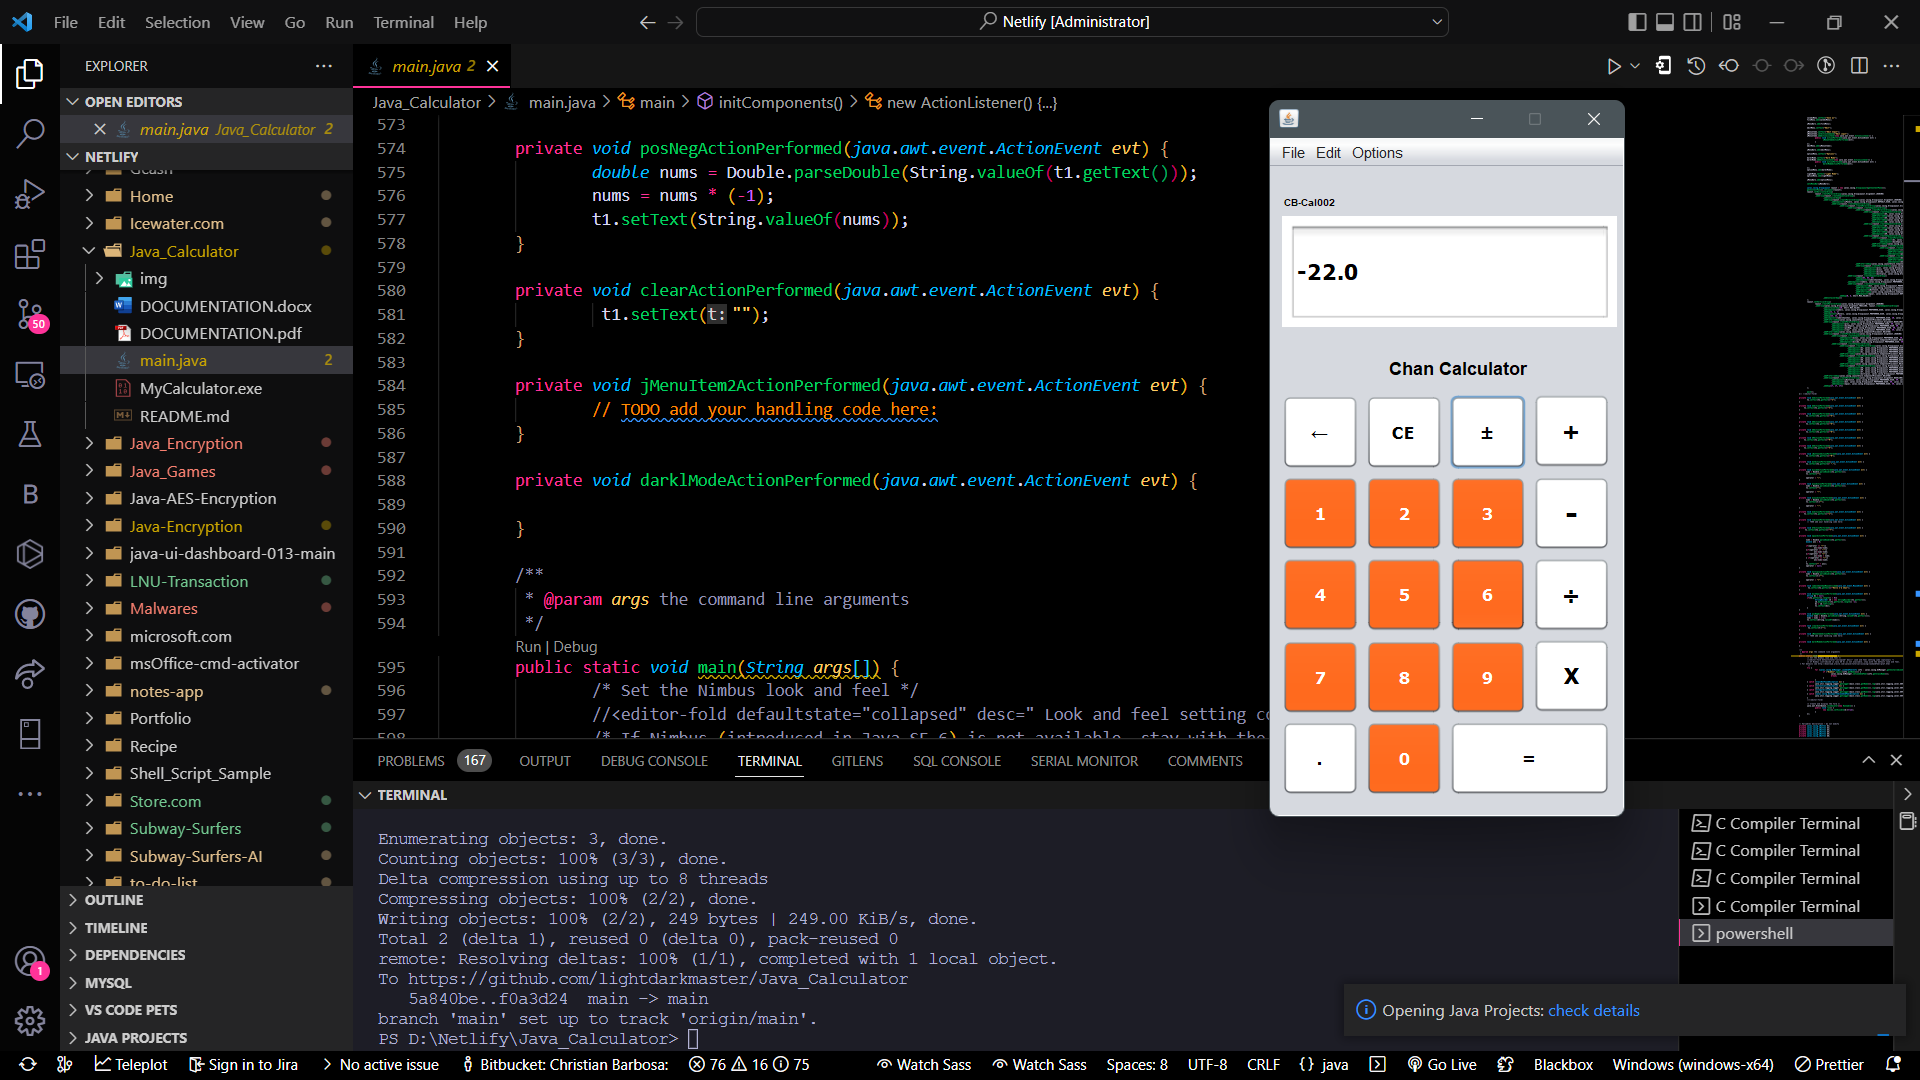 File Edit Selection View Go Run Terminal Help
Netlify [Administrator]
EXPLORER
OPEN EDITORS
main.java Java_Calculator 2
NETLIFY
Home
Icewater.com
Java_Calculator
img
DOCUMENTATION.docx
DOCUMENTATION.pdf
main.java 2
MyCalculator.exe
README.md
Java_Encryption
Java_Games
Java-AES-Encryption
Java-Encryption
java-ui-dashboard-013-main
LNU-Transaction
Malwares
microsoft.com
msOffice-cmd-activator
notes-app
Portfolio
Recipe
Shell_Script_Sample
Store.com
Subway-Surfers
Subway-Surfers-AI
to-do-list
OUTLINE
TIMELINE
DEPENDENCIES
MYSQL
VS CODE PETS
JAVA PROJECTS
50
1
main.java 2
Java_Calculator > main.java > main > initComponents() > new ActionListener() {...}
573
574 private void posNegActionPerformed(java.awt.event.ActionEvent evt) {
575 double nums = Double.parseDouble(String.valueOf(t1.getText()));
576 nums = nums * (-1);
577 t1.setText(String.valueOf(nums));
578 }
579
580 private void clearActionPerformed(java.awt.event.ActionEvent evt) {
581 t1.setText(t: "");
582 }
583
584 private void jMenuItem2ActionPerformed(java.awt.event.ActionEvent evt) {
585 // TODO add your handling code here:
586 }
587
588 private void darklModeActionPerformed(java.awt.event.ActionEvent evt) {
589
590 }
591
592 /**
593 * @param args the command line arguments
594 */
Run | Debug
595 public static void main(String args[]) {
596 /* Set the Nimbus look and feel */
597 //<editor-fold defaultstate="collapsed" desc=" Look and feel setting co
598 /* If Nimbus (introduced in Java SE 6) is not available, stay with the
File Edit Options
CB-Cal002
-22.0
Chan Calculator
← CE ± +
1 2 3 -
4 5 6 ÷
7 8 9 X
. 0 =
PROBLEMS 167 OUTPUT DEBUG CONSOLE TERMINAL GITLENS SQL CONSOLE SERIAL MONITOR COMMENTS
TERMINAL
Enumerating objects: 3, done.
Counting objects: 100% (3/3), done.
Delta compression using up to 8 threads
Compressing objects: 100% (2/2), done.
Writing objects: 100% (2/2), 249 bytes | 249.00 KiB/s, done.
Total 2 (delta 1), reused 0 (delta 0), pack-reused 0
remote: Resolving deltas: 100% (1/1), completed with 1 local object.
To https://github.com/lightdarkmaster/Java_Calculator
5a840be..f0a3d24 main -> main
branch 'main' set up to track 'origin/main'.
PS D:\Netlify\Java_Calculator>
C Compiler Terminal
C Compiler Terminal
C Compiler Terminal
C Compiler Terminal
powershell
Opening Java Projects: check details
Teleplot Sign in to Jira No active issue Bitbucket: Christian Barbosa: 76 16 75 Watch Sass Watch Sass Spaces: 8 UTF-8 CRLF {} java Go Live Blackbox Windows (windows-x64) Prettier